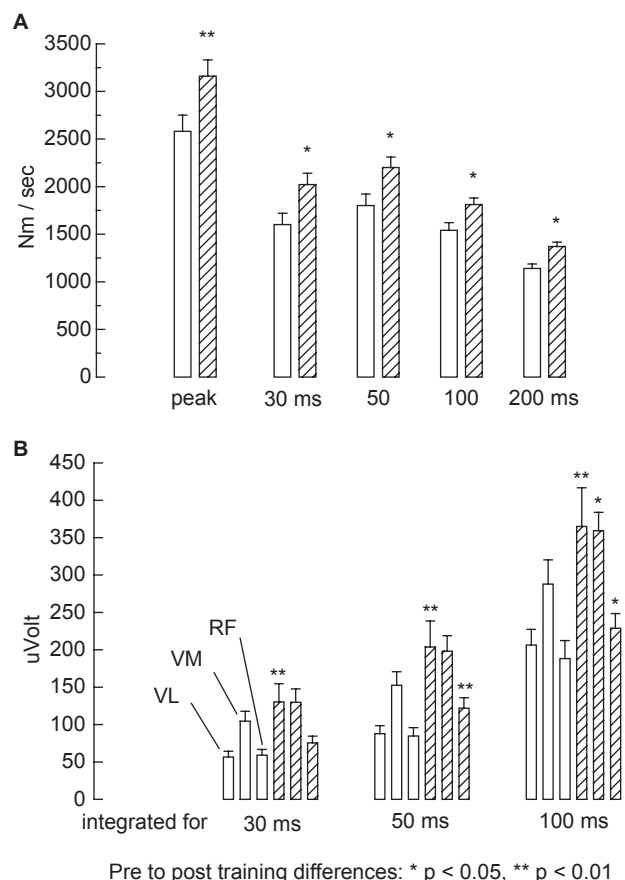 A
3500
3000
2500
2000
1500
1000
500
0
Nm / sec
** * * * *
peak 30 ms 50 100 200 ms
B
450
400
350
300
250
200
150
100
50
0
uVolt
VL VM RF
** ** ** ** * *
integrated for 30 ms 50 ms 100 ms
Pre to post training differences: * p < 0.05, ** p < 0.01